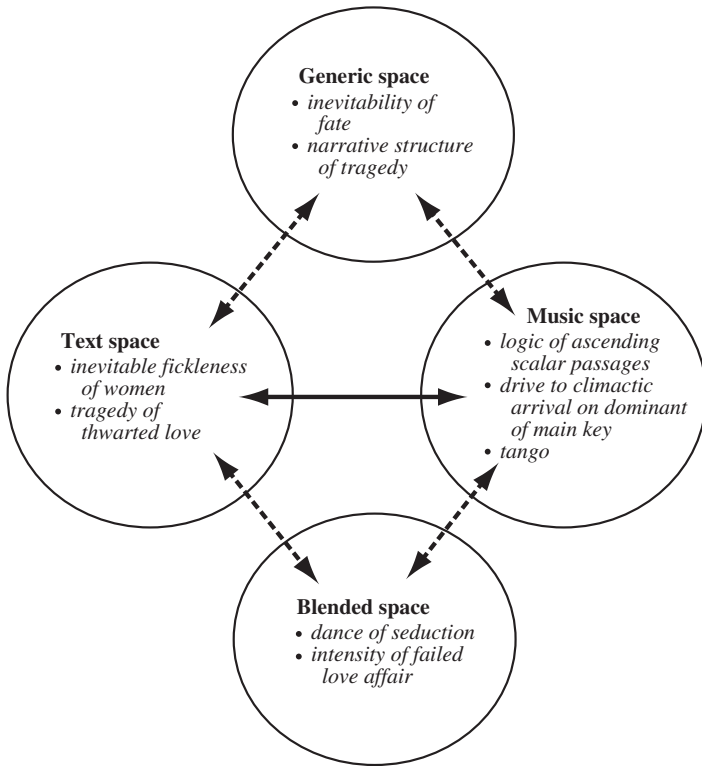 Generic space
• inevitability of
fate
• narrative structure
of tragedy
Text space
• inevitable fickleness
of women
• tragedy of
thwarted love
Music space
• logic of ascending
scalar passages
• drive to climactic
arrival on dominant
of main key
• tango
Blended space
• dance of seduction
• intensity of failed
love affair